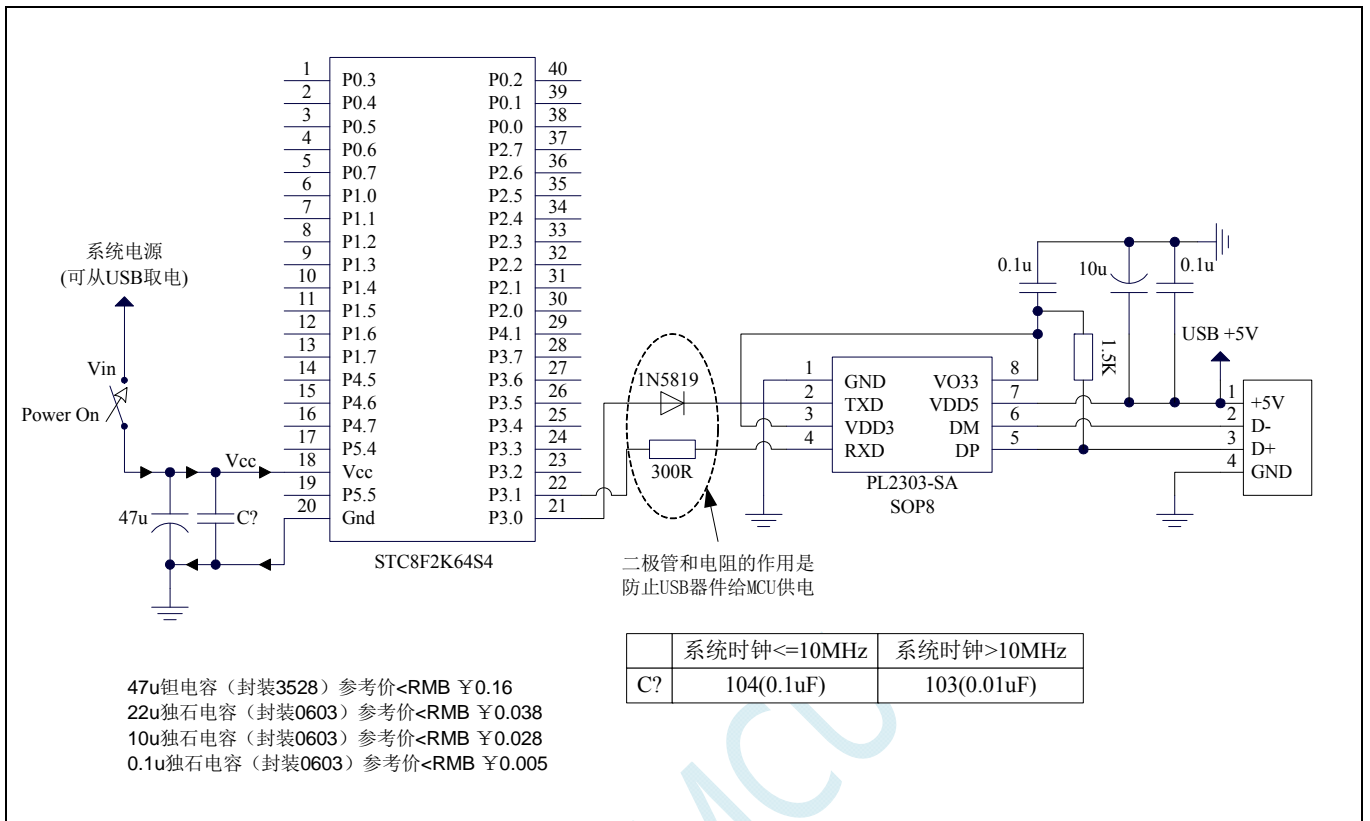 系统电源
(可从USB取电)
Vin
Power On
Vcc
47u
C?
1 P0.3 P0.2 40
2 P0.4 P0.1 39
3 P0.5 P0.0 38
4 P0.6 P2.7 37
5 P0.7 P2.6 36
6 P1.0 P2.5 35
7 P1.1 P2.4 34
8 P1.2 P2.3 33
9 P1.3 P2.2 32
10 P1.4 P2.1 31
11 P1.5 P2.0 30
12 P1.6 P4.1 29
13 P1.7 P3.7 28
14 P4.5 P3.6 27
15 P4.6 P3.5 26
16 P4.7 P3.4 25
17 P5.4 P3.3 24
18 Vcc P3.2 23
19 P5.5 P3.1 22
20 Gnd P3.0 21
STC8F2K64S4
1N5819
300R
二极管和电阻的作用是
防止USB器件给MCU供电
0.1u 10u 0.1u
1.5K
USB +5V
1 GND VO33 8
2 TXD VDD5 7
3 VDD3 DM 6
4 RXD DP 5
PL2303-SA
SOP8
1 +5V
2 D-
3 D+
4 GND
系统时钟<=10MHz 系统时钟>10MHz
C? 104(0.1uF) 103(0.01uF)
47u钽电容（封装3528）参考价<RMB ￥0.16
22u独石电容（封装0603）参考价<RMB ￥0.038
10u独石电容（封装0603）参考价<RMB ￥0.028
0.1u独石电容（封装0603）参考价<RMB ￥0.005
MCU